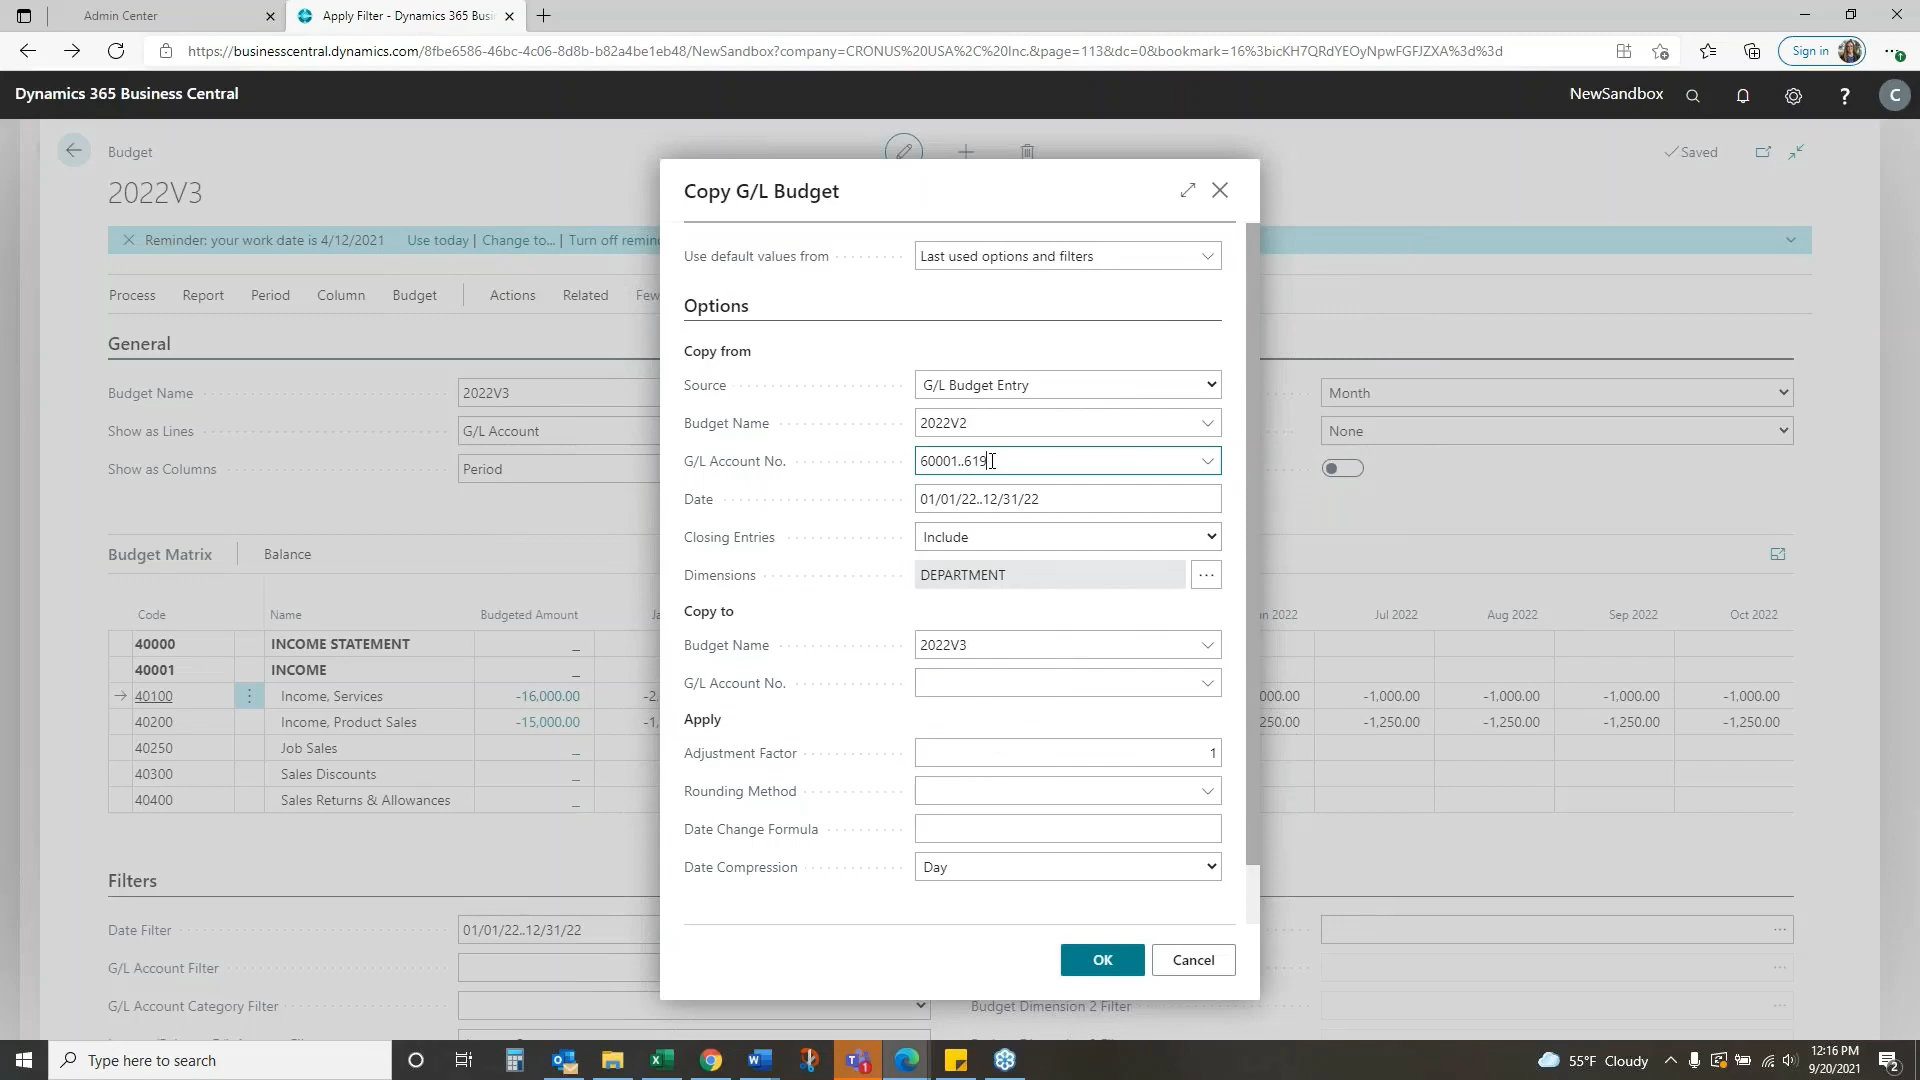 Admin Center
Apply Filter - Dynamics 365 Busi
https://businesscentral.dynamics.com/8fbe6586-46bc-4c06-8d8b-b82a4be1eb48/NewSandbox?company=CRONUS%20USA%2C%20Inc.&page=113&dc=0&bookmark=16%3bicKH7QRdYEOyNpwFGFJZXA%3d%3d
Sign in
Dynamics 365 Business Central
NewSandbox
?
C
Budget
Saved
2022V3
Reminder: your work date is 4/12/2021 Use today | Change to... | Turn off remin
Process Report Period Column Budget Actions Related Few
General
Budget Name 2022V3
Show as Lines G/L Account
Show as Columns Period
Month
None
Budget Matrix Balance
Code Name Budgeted Amount Ja
n 2022 Jul 2022 Aug 2022 Sep 2022 Oct 2022
40000 INCOME STATEMENT _
40001 INCOME _
40100 Income, Services -16,000.00 -2. 000.00 -1,000.00 -1,000.00 -1,000.00 -1,000.00
40200 Income, Product Sales -15,000.00 -1, 250.00 -1,250.00 -1,250.00 -1,250.00 -1,250.00
40250 Job Sales _
40300 Sales Discounts _
40400 Sales Returns & Allowances _
Filters
Date Filter 01/01/22..12/31/22
G/L Account Filter
G/L Account Category Filter
Budget Dimension 2 Filter
Copy G/L Budget
Use default values from Last used options and filters
Options
Copy from
Source G/L Budget Entry
Budget Name 2022V2
G/L Account No. 60001..619
Date 01/01/22..12/31/22
Closing Entries Include
Dimensions DEPARTMENT ...
Copy to
Budget Name 2022V3
G/L Account No.
Apply
Adjustment Factor 1
Rounding Method
Date Change Formula
Date Compression Day
OK Cancel
Type here to search
55°F Cloudy
12:16 PM
9/20/2021
2